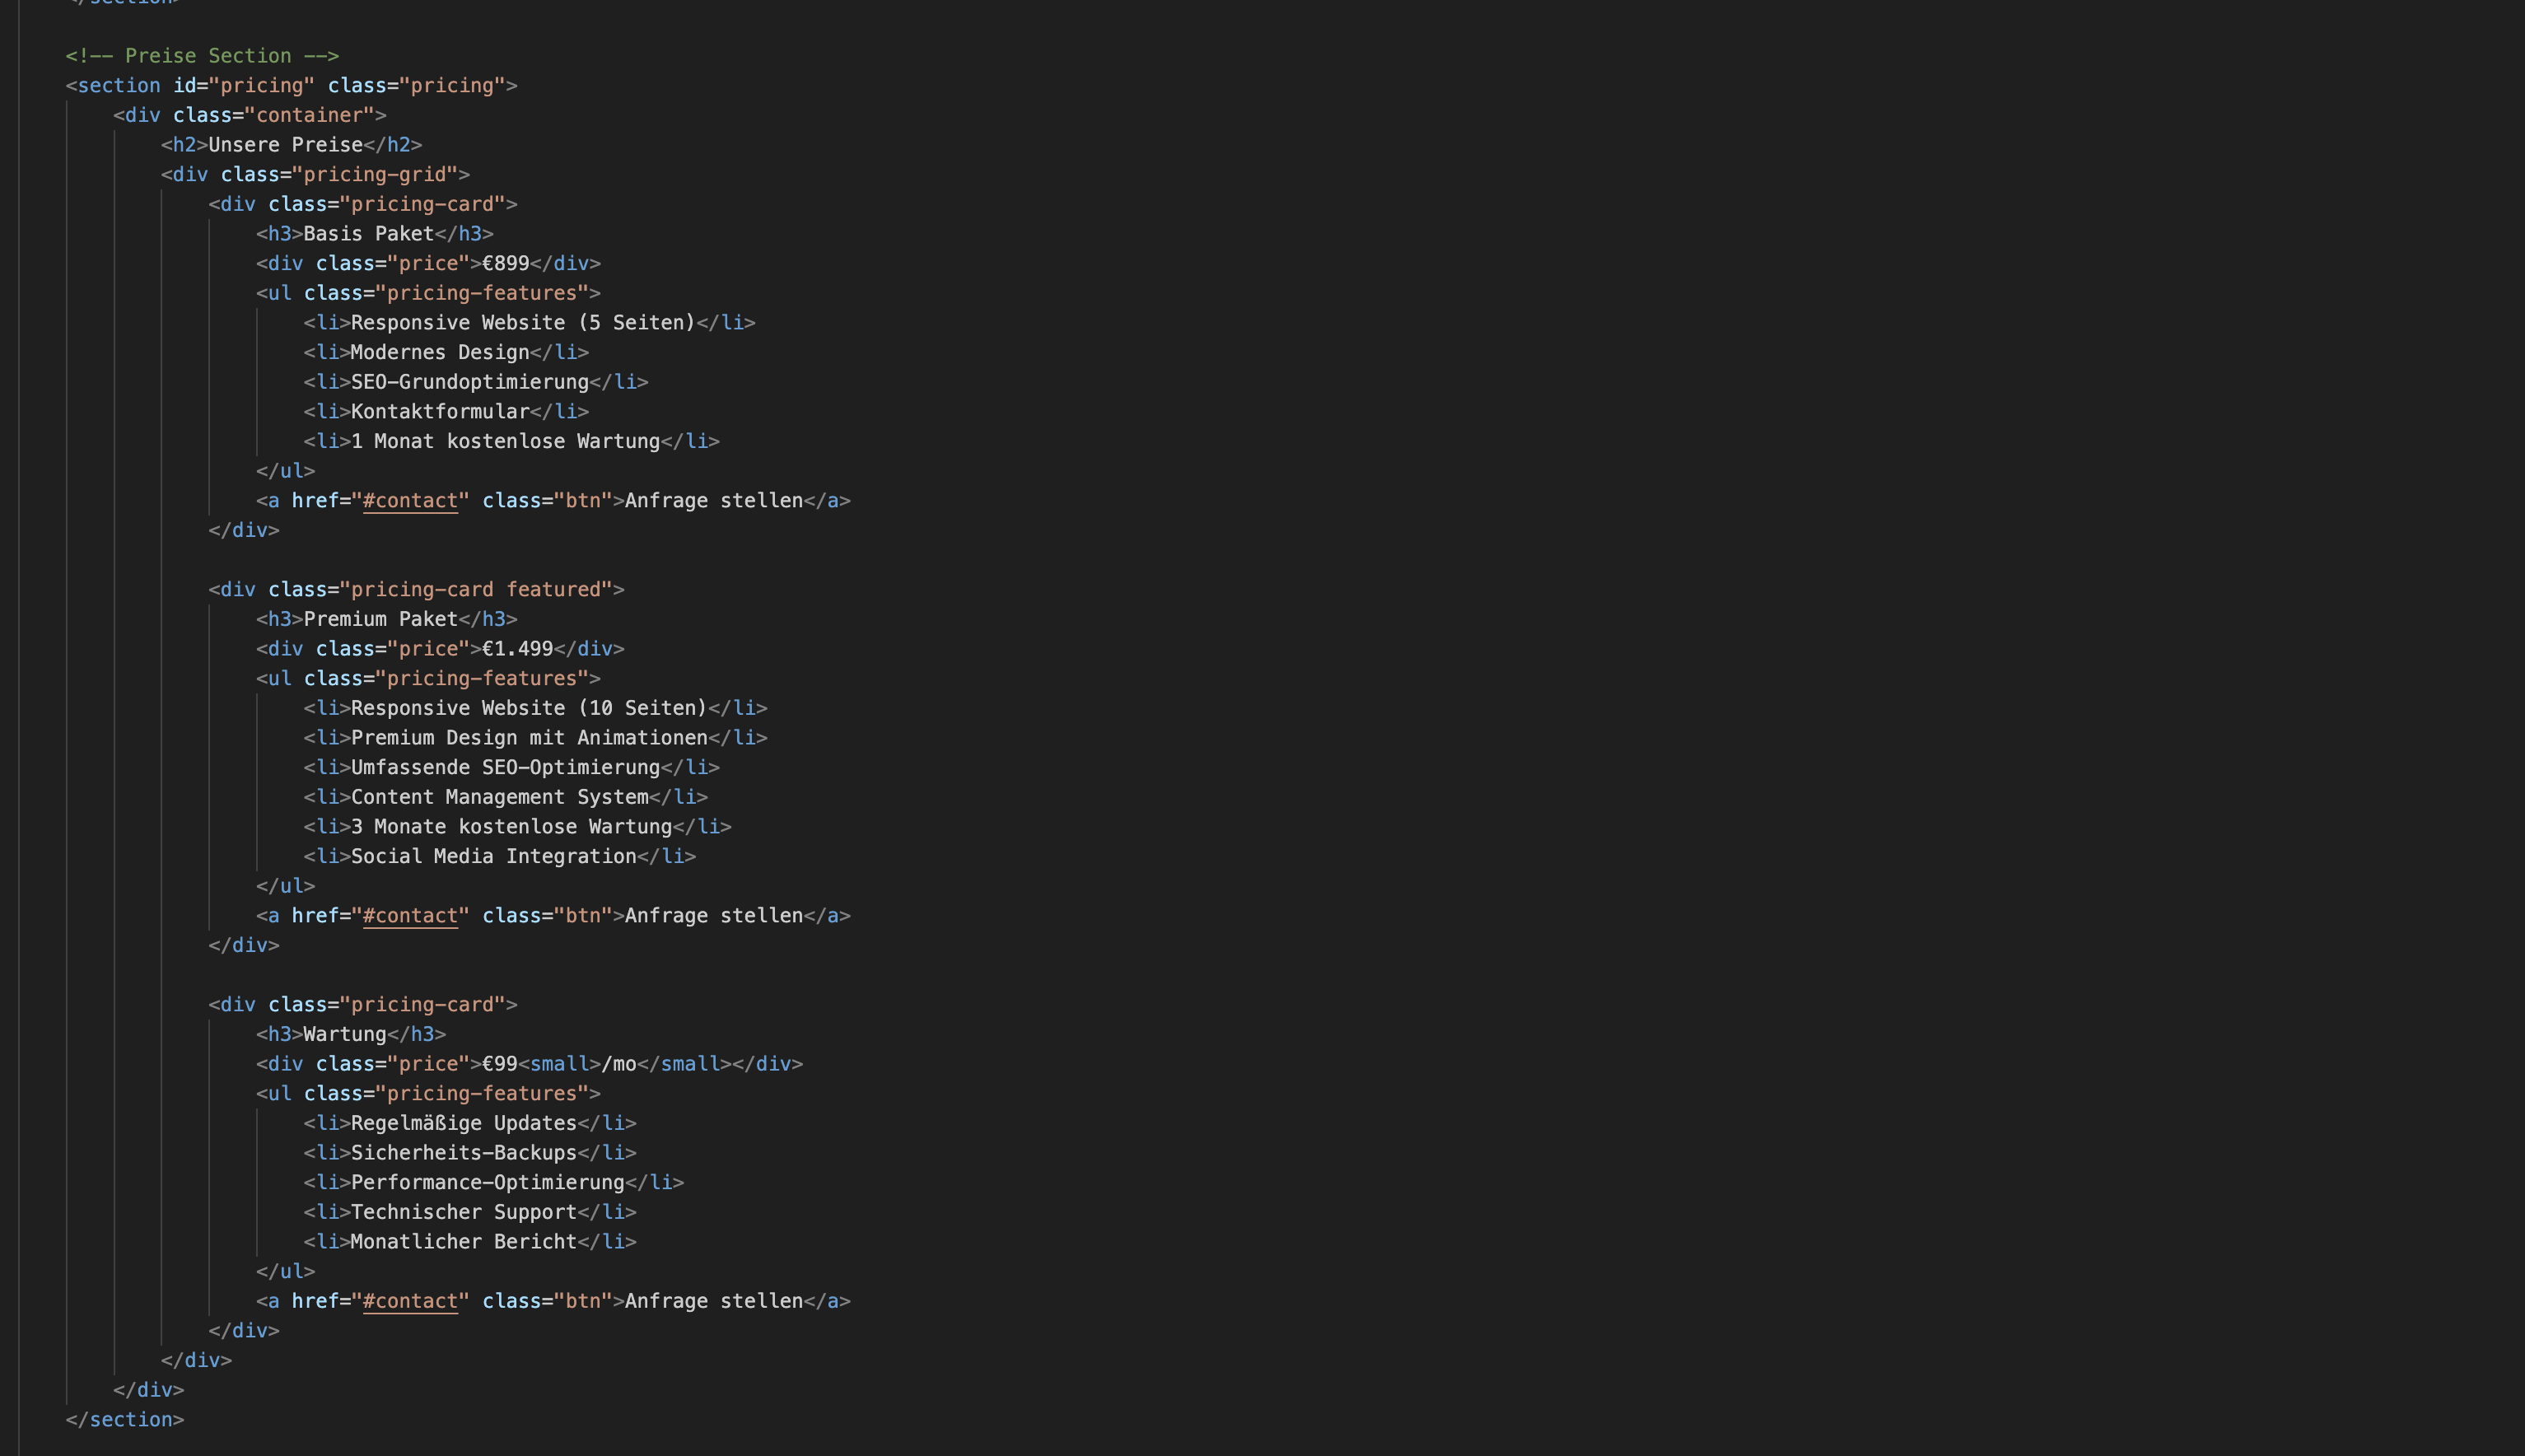 </section>
<!-- Preise Section -->
<section id="pricing" class="pricing">
<div class="container">
<h2>Unsere Preise</h2>
<div class="pricing-grid">
<div class="pricing-card">
<h3>Basis Paket</h3>
<div class="price">€899</div>
<ul class="pricing-features">
<li>Responsive Website (5 Seiten)</li>
<li>Modernes Design</li>
<li>SEO-Grundoptimierung</li>
<li>Kontaktformular</li>
<li>1 Monat kostenlose Wartung</li>
</ul>
<a href="#contact" class="btn">Anfrage stellen</a>
</div>
<div class="pricing-card featured">
<h3>Premium Paket</h3>
<div class="price">€1.499</div>
<ul class="pricing-features">
<li>Responsive Website (10 Seiten)</li>
<li>Premium Design mit Animationen</li>
<li>Umfassende SEO-Optimierung</li>
<li>Content Management System</li>
<li>3 Monate kostenlose Wartung</li>
<li>Social Media Integration</li>
</ul>
<a href="#contact" class="btn">Anfrage stellen</a>
</div>
<div class="pricing-card">
<h3>Wartung</h3>
<div class="price">€99<small>/mo</small></div>
<ul class="pricing-features">
<li>Regelmäßige Updates</li>
<li>Sicherheits-Backups</li>
<li>Performance-Optimierung</li>
<li>Technischer Support</li>
<li>Monatlicher Bericht</li>
</ul>
<a href="#contact" class="btn">Anfrage stellen</a>
</div>
</div>
</div>
</section>